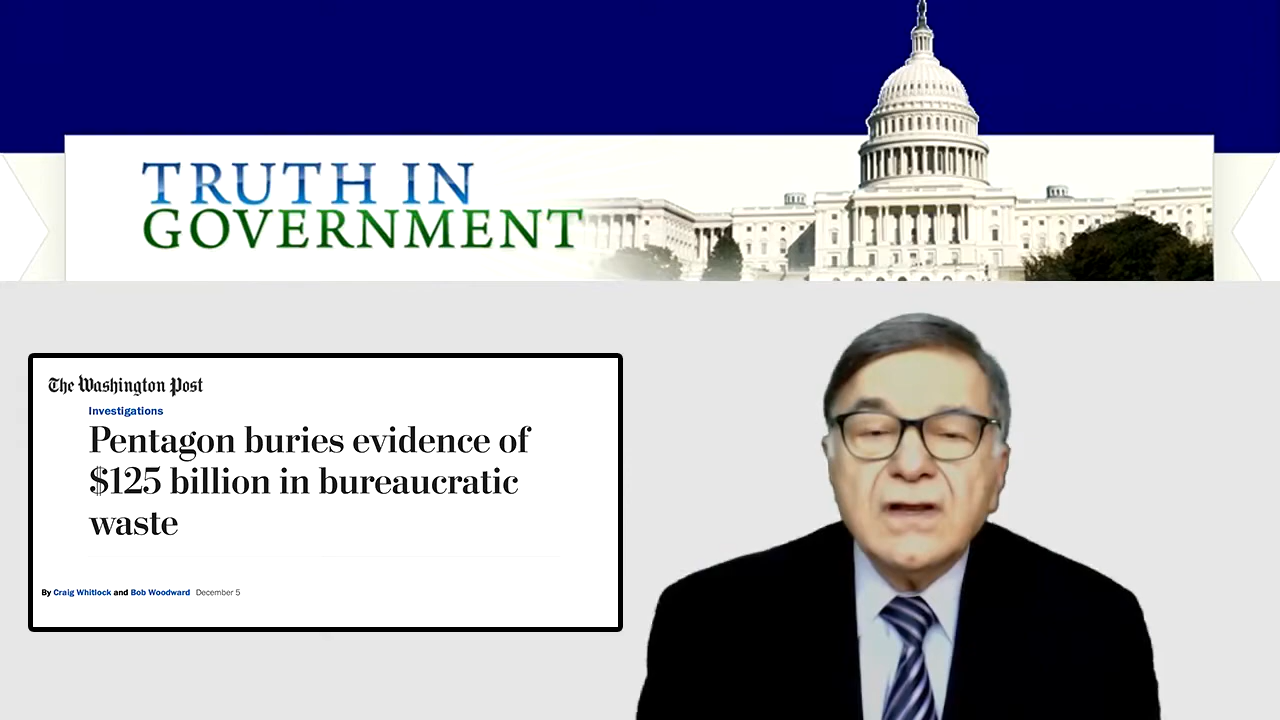 TRUTH IN
GOVERNMENT
The Washington Post
Investigations
Pentagon buries evidence of
$125 billion in bureaucratic
waste
By Craig Whitlock and Bob Woodward December 5